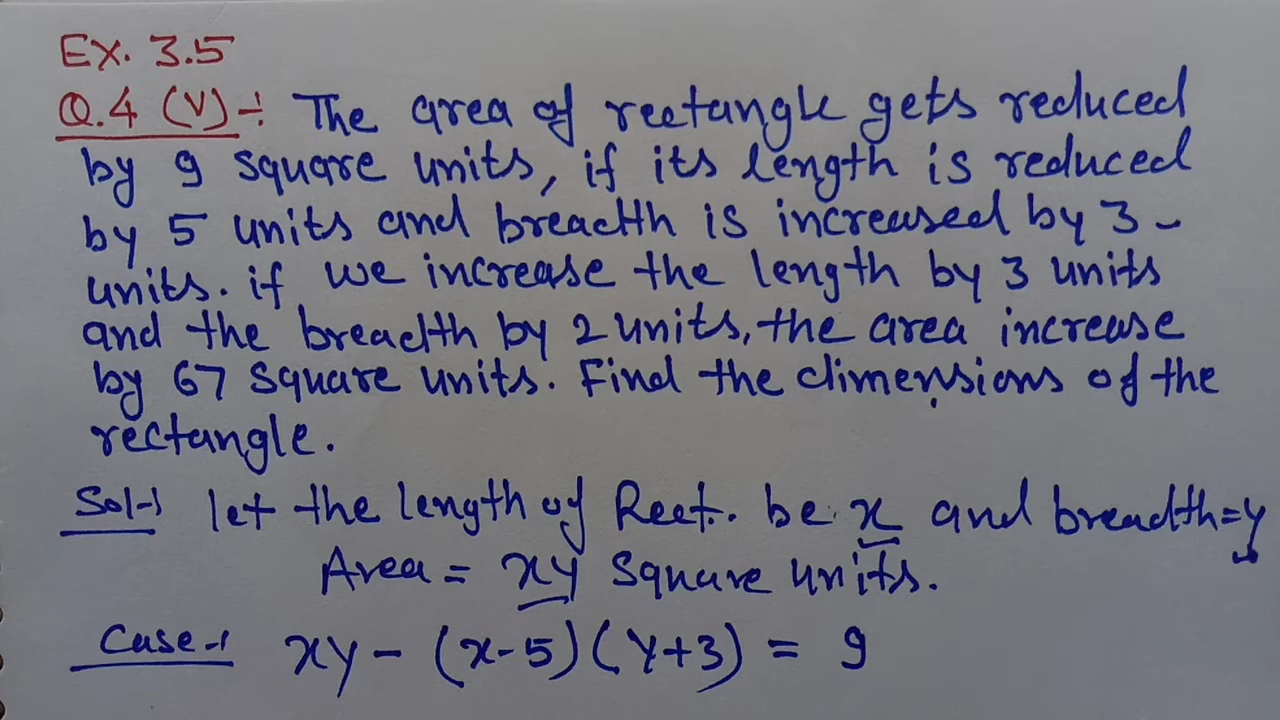 Ex. 3.5
Q.4 (V)-: The area of rectangle gets reduced
by 9 square units, if its length is reduced
by 5 units and breadth is increased by 3-
units. if we increase the length by 3 units
and the breadth by 2 units, the area increase
by 67 square units. Find the dimensions of the
rectangle.
Sol-: let the length of Rect. be x and breadth=y
Area = xy Square units.
Case-1 xy - (x-5)(y+3) = 9